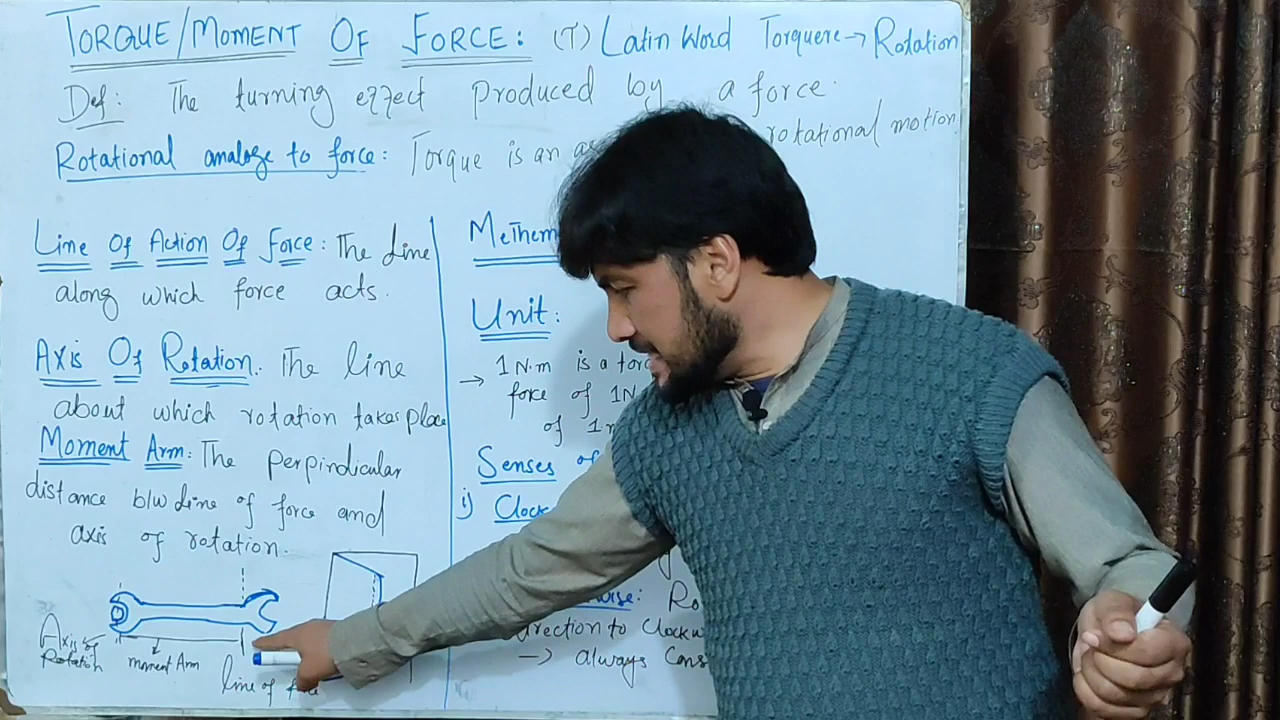 TORQUE/MOMENT OF FORCE: (T) Latin Word Torquere → Rotation
Def: The turning effect produced by a force.
Rotational analoge to force: Torque is an rotational motion.
Line Of Action Of Force: The Line
along which force acts.
Axis Of Rotation. The line
about which rotation takes place
Moment Arm: The perpindicular
distance b/w Line of force and
axis of rotation.
Axis of
Rotation
moment Arm
line of
Unit:
→ 1 N.m is a
force of 1N
of 1
Senses of
i) Clock
: Ro
direction to Clockw
→ always Cons